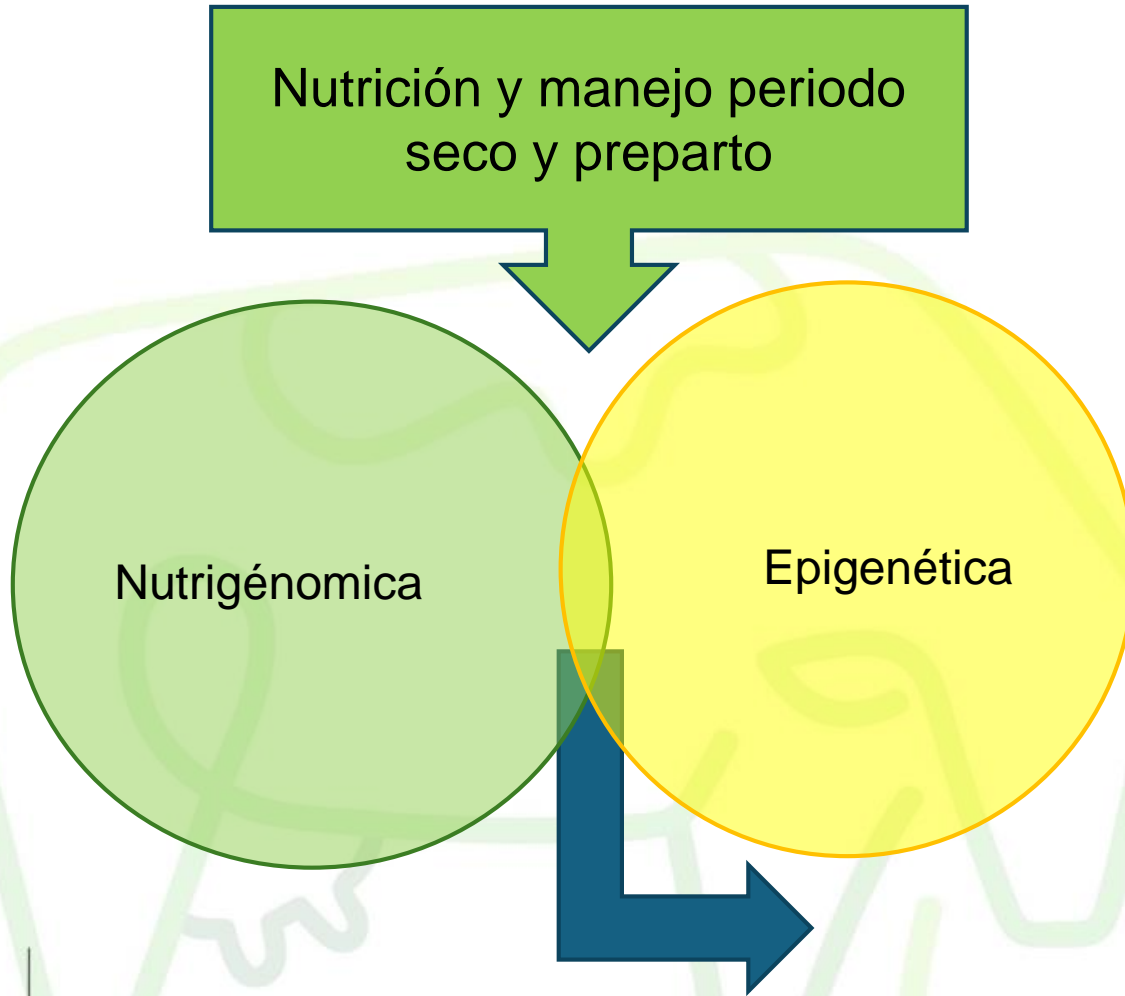 Nutrición y manejo periodo
seco y preparto
Nutrigénomica
Epigenética